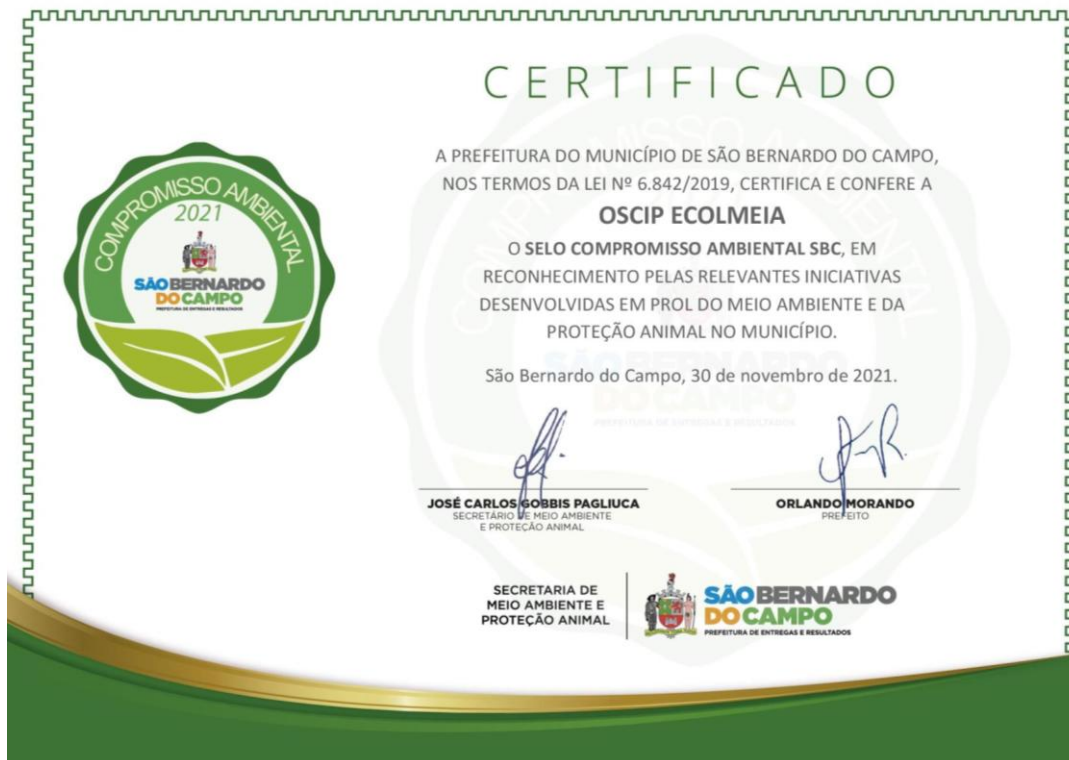 CERTIFICADO
A PREFEITURA DO MUNICÍPIO DE SÃO BERNARDO DO CAMPO,
NOS TERMOS DA LEI Nº 6.842/2019, CERTIFICA E CONFERE A
OSCIP ECOLMEIA
O SELO COMPROMISSO AMBIENTAL SBC, EM
RECONHECIMENTO PELAS RELEVANTES INICIATIVAS
DESENVOLVIDAS EM PROL DO MEIO AMBIENTE E DA
PROTEÇÃO ANIMAL NO MUNICÍPIO.
São Bernardo do Campo, 30 de novembro de 2021.
COMPROMISSO AMBIENTAL
2021
SÃO BERNARDO
DO CAMPO
PREFEITURA DE ENTREGAS E RESULTADOS
JOSÉ CARLOS GOBBIS PAGLIUCA
SECRETÁRIO DE MEIO AMBIENTE
E PROTEÇÃO ANIMAL
ORLANDO MORANDO
PREFEITO
SECRETARIA DE
MEIO AMBIENTE E
PROTEÇÃO ANIMAL
SÃO BERNARDO
DO CAMPO
PREFEITURA DE ENTREGAS E RESULTADOS